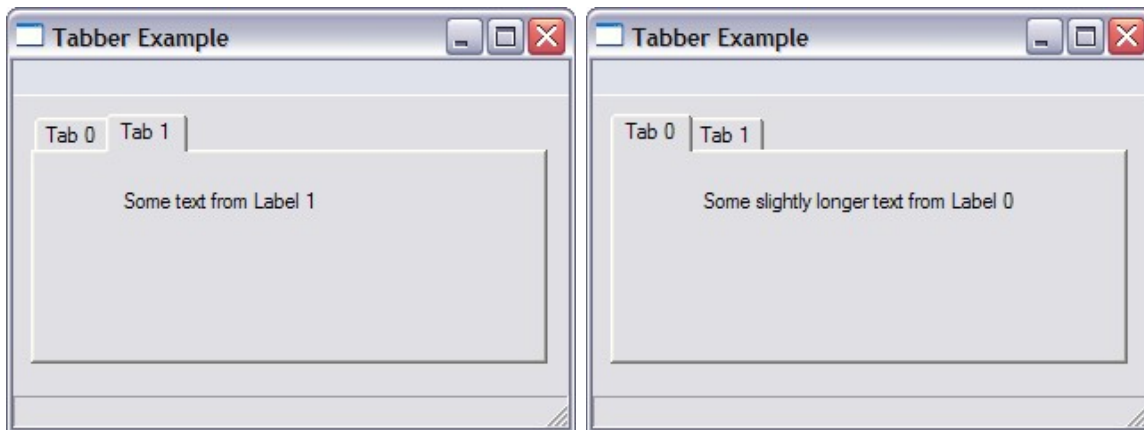 Tabber Example
Tab 0 Tab 1
Some text from Label 1
Tabber Example
Tab 0 Tab 1
Some slightly longer text from Label 0